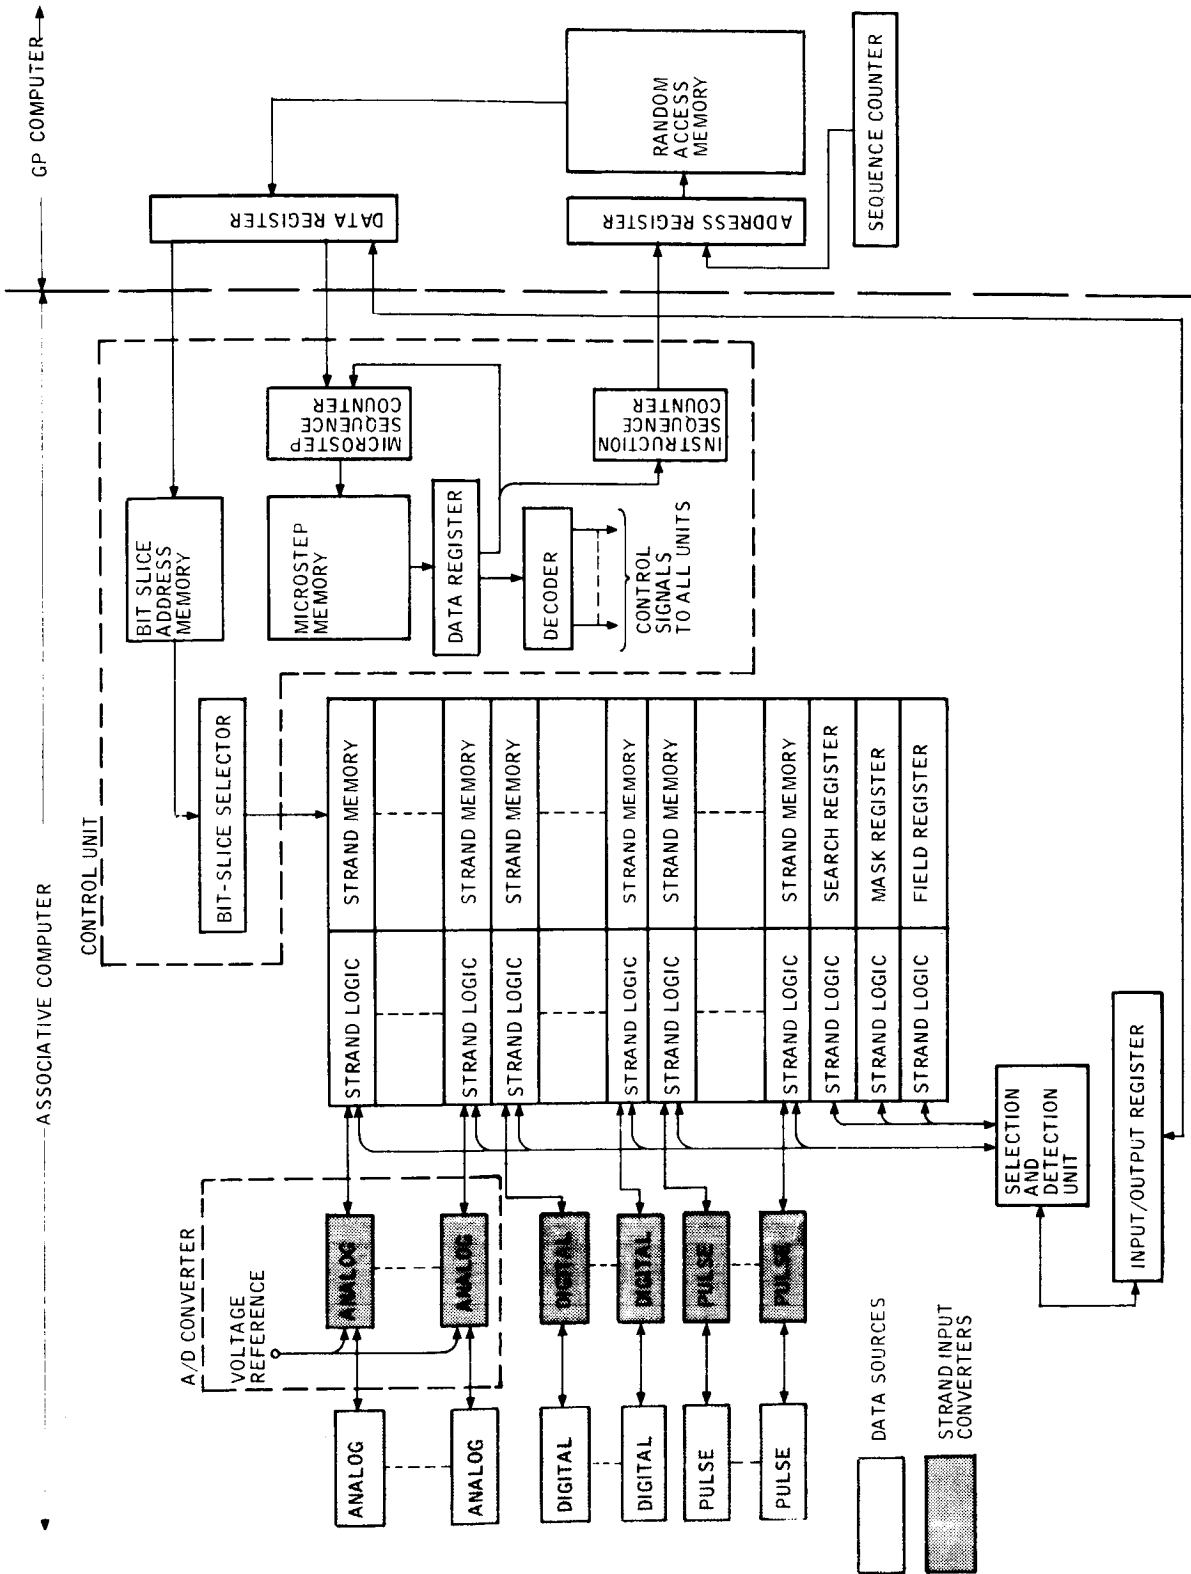 ASSOCIATIVE COMPUTER
GP COMPUTER
CONTROL UNIT
A/D CONVERTER
VOLTAGE
REFERENCE
ANALOG
ANALOG
ANALOG
ANALOG
DIGITAL
DIGITAL
DIGITAL
DIGITAL
PULSE
PULSE
PULSE
PULSE
BIT-SLICE SELECTOR
BIT SLICE
ADDRESS
MEMORY
DATA REGISTER
MICROSTEP
MEMORY
MICROSTEP
SEQUENCE
COUNTER
DATA REGISTER
DECODER
CONTROL
SIGNALS
TO ALL UNITS
INSTRUCTION
SEQUENCE
COUNTER
ADDRESS REGISTER
RANDOM
ACCESS
MEMORY
SEQUENCE COUNTER
STRAND LOGIC
STRAND MEMORY
STRAND LOGIC
STRAND MEMORY
STRAND LOGIC
STRAND MEMORY
STRAND LOGIC
STRAND MEMORY
STRAND LOGIC
STRAND MEMORY
STRAND LOGIC
STRAND MEMORY
STRAND LOGIC
SEARCH REGISTER
STRAND LOGIC
MASK REGISTER
STRAND LOGIC
FIELD REGISTER
SELECTION
AND
DETECTION
UNIT
INPUT/OUTPUT REGISTER
DATA SOURCES
STRAND INPUT
CONVERTERS